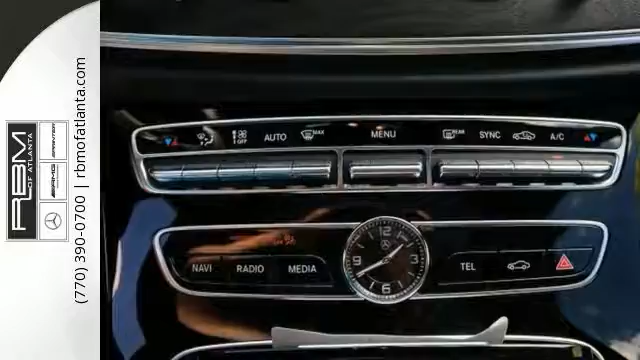 RBM
OF ATLANTA
SPRINTER
AMG
(770) 390-0700 | rbmofatlanta.com
OFF
AUTO
MAX
MENU
REAR
SYNC
A/C
12
3
6
9
NAVI
RADIO
MEDIA
TEL